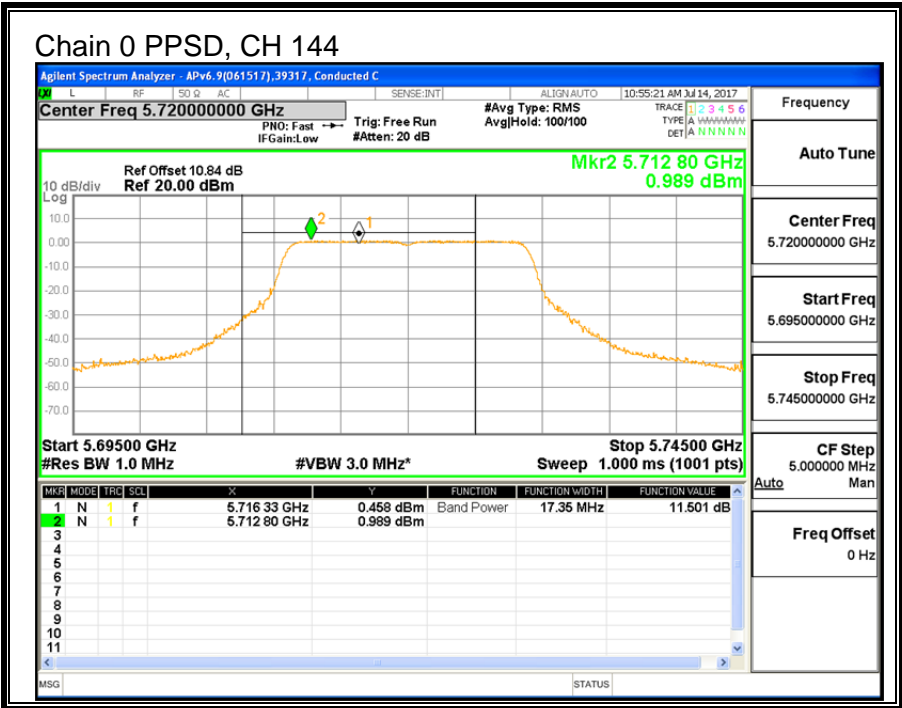 Chain 0 PPSD, CH 144
Agilent Spectrum Analyzer - APv6.9(061517),39317, Conducted C
LXI L RF 50 Ω AC SENSE:INT ALIGN AUTO 10:55:21 AM Jul 14, 2017
Center Freq 5.720000000 GHz
PNO: Fast
IFGain:Low
Trig: Free Run
#Atten: 20 dB
#Avg Type: RMS
Avg|Hold: 100/100
TRACE 1 2 3 4 5 6
TYPE A WWWWW
DET A N N N N N
Ref Offset 10.84 dB
10 dB/div Ref 20.00 dBm
Log
Mkr2 5.712 80 GHz
0.989 dBm
10.0
0.00
-10.0
-20.0
-30.0
-40.0
-50.0
-60.0
-70.0
2
1
Start 5.69500 GHz Stop 5.74500 GHz
#Res BW 1.0 MHz #VBW 3.0 MHz* Sweep 1.000 ms (1001 pts)
MKR MODE TRC SCL X Y FUNCTION FUNCTION WIDTH FUNCTION VALUE
1 N 1 f 5.716 33 GHz 0.458 dBm Band Power 17.35 MHz 11.501 dB
2 N 1 f 5.712 80 GHz 0.989 dBm
3
4
5
6
7
8
9
10
11
MSG STATUS
Frequency
Auto Tune
Center Freq
5.720000000 GHz
Start Freq
5.695000000 GHz
Stop Freq
5.745000000 GHz
CF Step
5.000000 MHz
Auto Man
Freq Offset
0 Hz